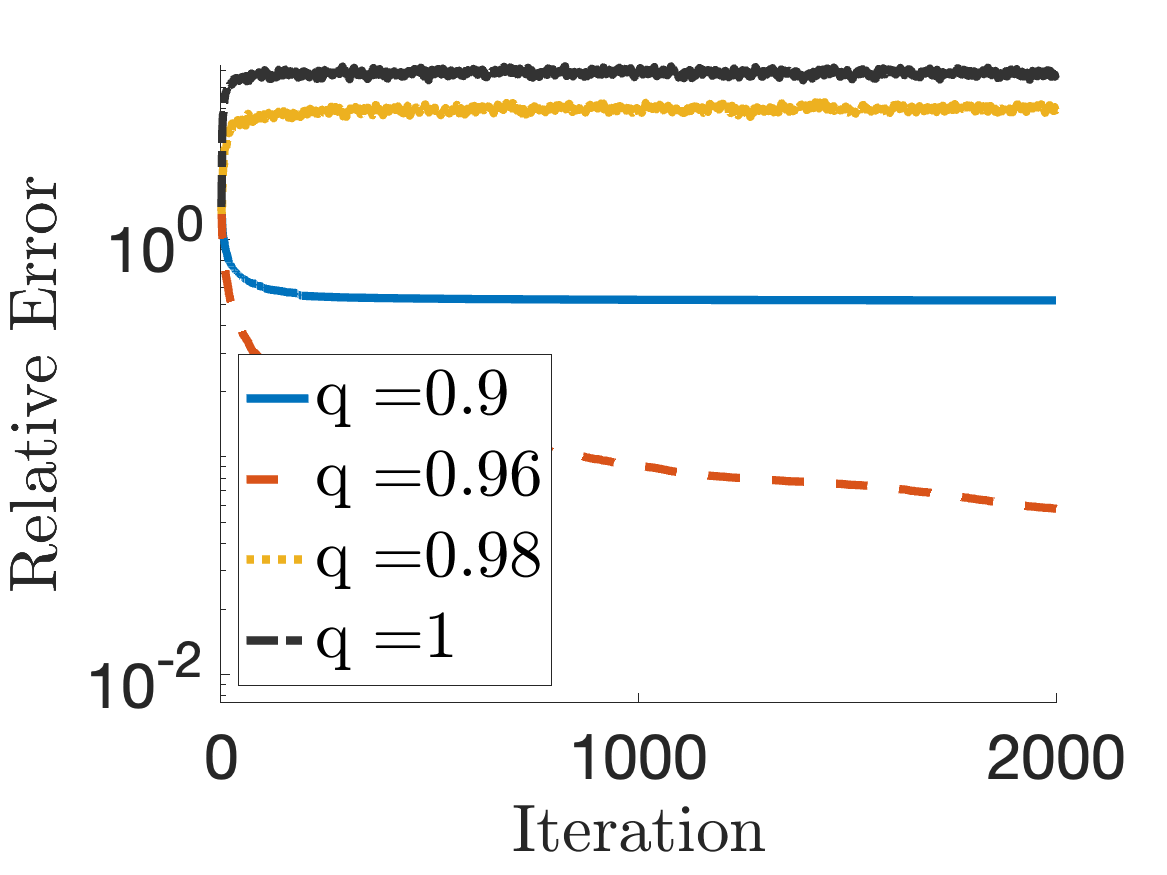 Relative Error
10^0
10^-2
q =0.9
q =0.96
q =0.98
q =1
0 1000 2000
Iteration